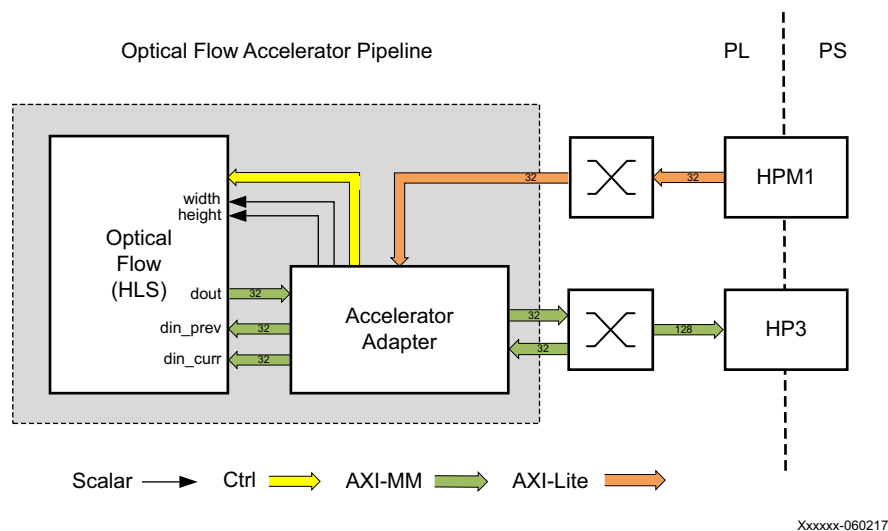 Optical Flow Accelerator Pipeline
PL
PS
width
height
Optical
Flow
(HLS)
dout
din_prev
din_curr
32
32
32
Accelerator
Adapter
32
32
HPM1
32
32
128
HP3
Scalar
Ctrl
AXI-MM
AXI-Lite
Xxxxxx-060217